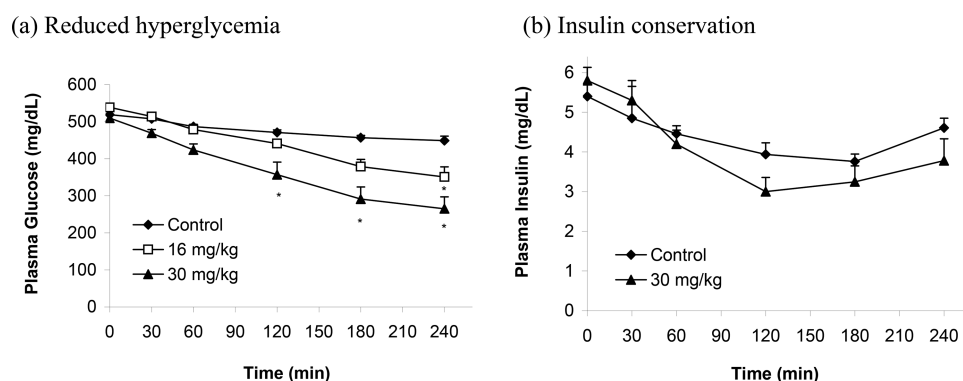 (a) Reduced hyperglycemia
Plasma Glucose (mg/dL)
600
500
400
300
200
100
0
*
*
*
*
Control
16 mg/kg
30 mg/kg
0 30 60 90 120 150 180 210 240
Time (min)
(b) Insulin conservation
Plasma Insulin (mg/dL)
6
5
4
3
2
1
0
Control
30 mg/kg
0 30 60 90 120 150 180 210 240
Time (min)